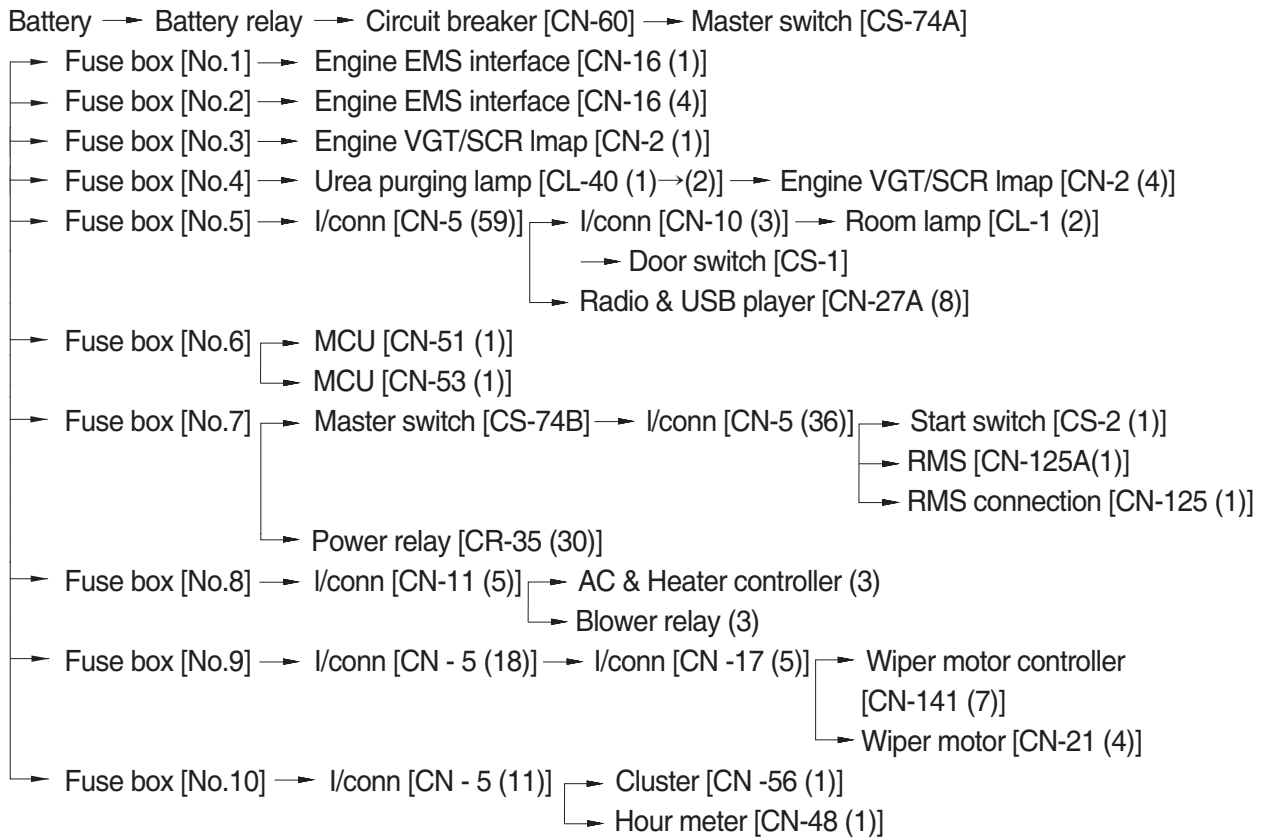 Battery → Battery relay → Circuit breaker [CN-60] → Master switch [CS-74A]
→ Fuse box [No.1] → Engine EMS interface [CN-16 (1)]
→ Fuse box [No.2] → Engine EMS interface [CN-16 (4)]
→ Fuse box [No.3] → Engine VGT/SCR lmap [CN-2 (1)]
→ Fuse box [No.4] → Urea purging lamp [CL-40 (1)→(2)] → Engine VGT/SCR lmap [CN-2 (4)]
→ Fuse box [No.5] → I/conn [CN-5 (59)] → I/conn [CN-10 (3)] → Room lamp [CL-1 (2)]
→ Door switch [CS-1]
→ Radio & USB player [CN-27A (8)]
→ Fuse box [No.6] → MCU [CN-51 (1)]
→ MCU [CN-53 (1)]
→ Fuse box [No.7] → Master switch [CS-74B] → I/conn [CN-5 (36)] → Start switch [CS-2 (1)]
→ RMS [CN-125A(1)]
→ RMS connection [CN-125 (1)]
→ Power relay [CR-35 (30)]
→ Fuse box [No.8] → I/conn [CN-11 (5)] → AC & Heater controller (3)
→ Blower relay (3)
→ Fuse box [No.9] → I/conn [CN - 5 (18)] → I/conn [CN -17 (5)] → Wiper motor controller
[CN-141 (7)]
→ Wiper motor [CN-21 (4)]
→ Fuse box [No.10] → I/conn [CN - 5 (11)] → Cluster [CN -56 (1)]
→ Hour meter [CN-48 (1)]